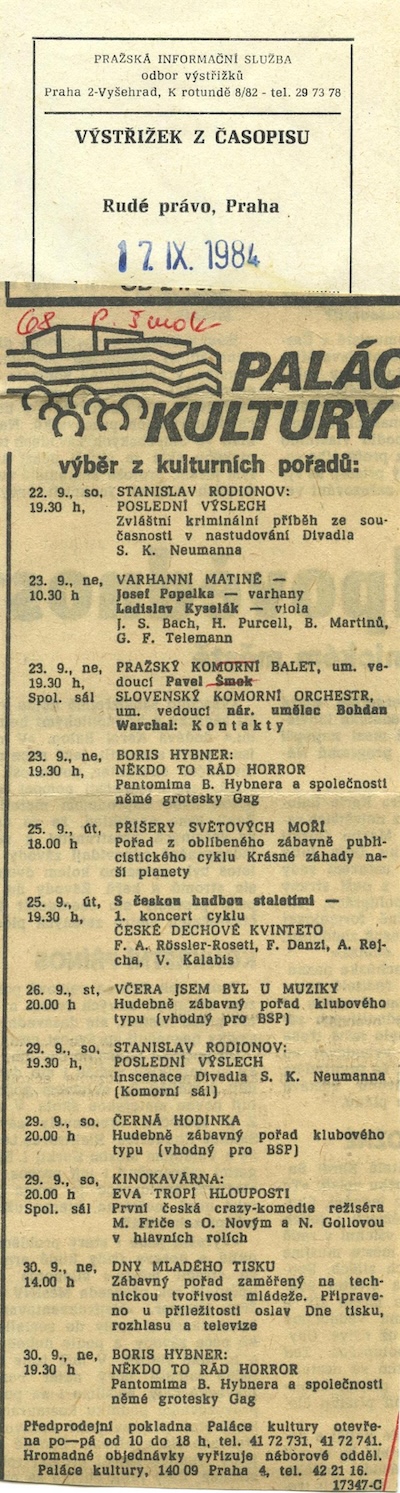 PRAŽSKÁ INFORMAČNÍ SLUŽBA
odbor výstřižků
Praha 2-Vyšehrad, K rotundě 8/82 - tel. 29 73 78
VÝSTŘIŽEK Z ČASOPISU
Rudé právo, Praha
17. IX. 1984
68 P. Šmok
PALÁC
KULTURY
výběr z kulturních pořadů:
22. 9., so, STANISLAV RODIONOV:
19.30 h, POSLEDNÍ VÝSLECH
Zvláštní kriminální příběh ze sou-
časnosti v nastudování Divadla
S. K. Neumanna
23. 9., ne, VARHANNÍ MATINÉ —
10.30 h Josef Popelka — varhany
Ladislav Kyselák — viola
J. S. Bach, H. Purcell, B. Martinů,
G. F. Telemann
23. 9., ne, PRAŽSKÝ KOMORNÍ BALET, um. ve-
19.30 h, doucí Pavel Šmok
Spol. sál SLOVENSKÝ KOMORNÍ ORCHESTR,
um. vedoucí nár. umělec Bohdan
Warchal: Kontakty
23. 9., ne, BORIS HYBNER:
19.30 h, NĚKDO TO RÁD HORROR
Pantomima B. Hybnera a společnosti
němé grotesky Gag
25. 9., út, PŘÍŠERY SVĚTOVÝCH MOŘÍ
18.00 h Pořad z oblíbeného zábavně publi-
cistického cyklu Krásné záhady na-
ší planety
25. 9., út, S českou hudbou staletími —
19.30 h, 1. koncert cyklu
ČESKÉ DECHOVÉ KVINTETO
F. A. Rössler-Roseti, F. Danzi, A. Rej-
cha, V. Kalabis
26. 9., st, VČERA JSEM BYL U MUZIKY
20.00 h Hudebně zábavný pořad klubového
typu (vhodný pro BSP)
29. 9., so, STANISLAV RODIONOV:
19.30 h, POSLEDNÍ VÝSLECH
Inscenace Divadla S. K. Neumanna
(Komorní sál)
29. 9., so, ČERNÁ HODINKA
20.00 h Hudebně zábavný pořad klubového
typu (vhodný pro BSP)
29. 9., so, KINOKAVÁRNA:
20.00 h EVA TROPÍ HLOUPOSTI
Spol. sál První česká crazy-komedie režiséra
M. Friče s O. Novým a N. Gollovou
v hlavních rolích
30. 9., ne, DNY MLADÉHO TISKU
14.00 h Zábavný pořad zaměřený na tech-
nickou tvořivost mládeže. Připrave-
no u příležitosti oslav Dne tisku,
rozhlasu a televize
30. 9., ne, BORIS HYBNER:
19.30 h NĚKDO TO RÁD HORROR
Pantomima B. Hybnera a společnosti
němé grotesky Gag
Předprodejní pokladna Paláce kultury otevře-
na po—pá od 10 do 18 h, tel. 41 72 731, 41 72 741.
Hromadné objednávky vyřizuje náborové odděl.
Paláce kultury, 140 09 Praha 4, tel. 42 21 16.
17347-C